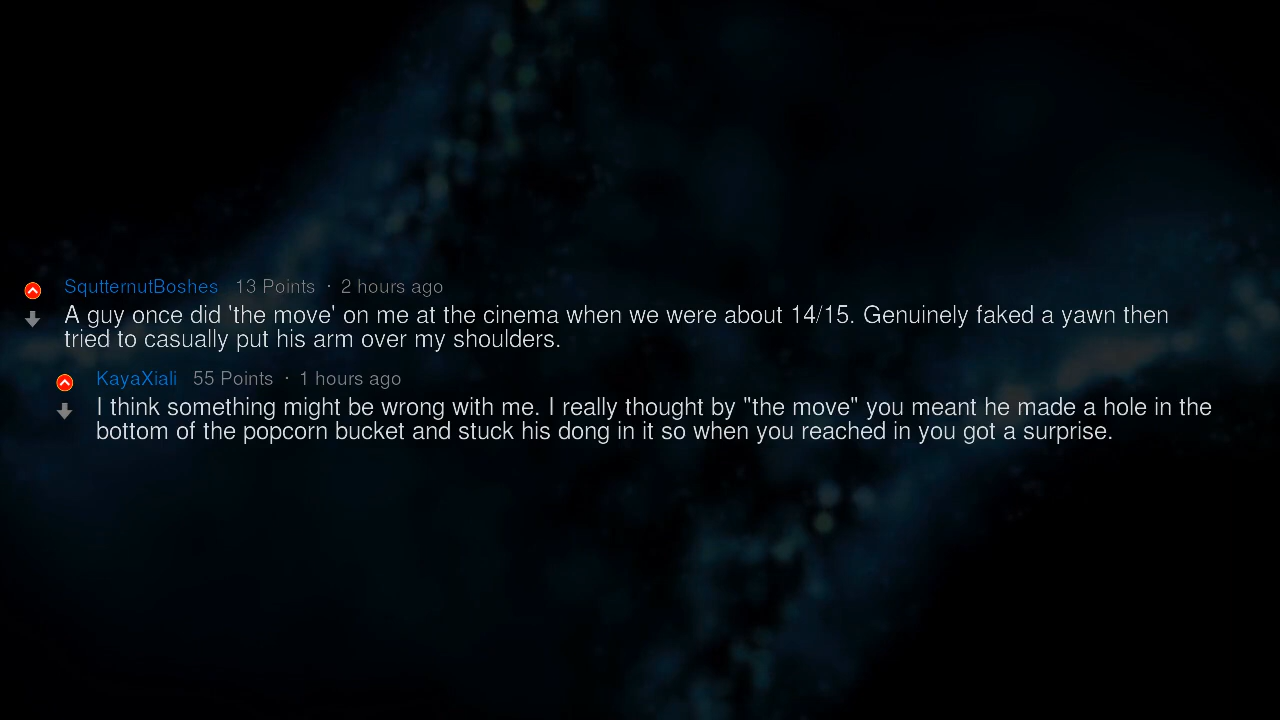 SqutternutBoshes 13 Points · 2 hours ago
A guy once did 'the move' on me at the cinema when we were about 14/15. Genuinely faked a yawn then
tried to casually put his arm over my shoulders.
KayaXiali 55 Points · 1 hours ago
I think something might be wrong with me. I really thought by "the move" you meant he made a hole in the
bottom of the popcorn bucket and stuck his dong in it so when you reached in you got a surprise.